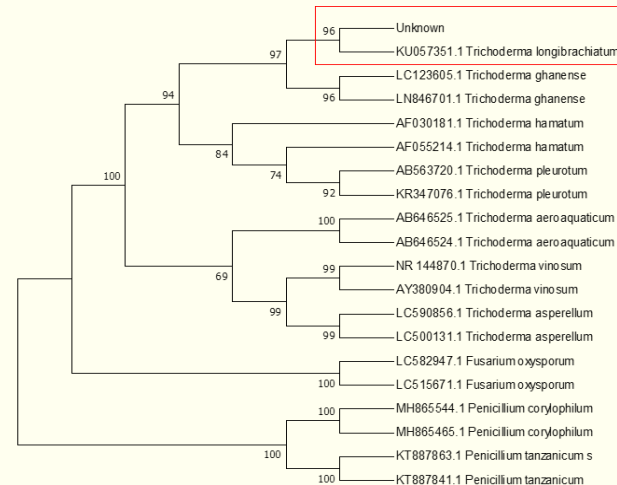 96
Unknown
KU057351.1 Trichoderma longibrachiatum
97
LC123605.1 Trichoderma ghanense
96
LN846701.1 Trichoderma ghanense
94
AF030181.1 Trichoderma hamatum
84
AF055214.1 Trichoderma hamatum
74
AB563720.1 Trichoderma pleurotum
92
KR347076.1 Trichoderma pleurotum
100
100
AB646525.1 Trichoderma aeroaquaticum
AB646524.1 Trichoderma aeroaquaticum
69
99
NR 144870.1 Trichoderma vinosum
AY380904.1 Trichoderma vinosum
99
LC590856.1 Trichoderma asperellum
99
LC500131.1 Trichoderma asperellum
LC582947.1 Fusarium oxysporum
100
LC515671.1 Fusarium oxysporum
100
MH865544.1 Penicillium corylophilum
MH865465.1 Penicillium corylophilum
100
KT887863.1 Penicillium tanzanicum s
100
KT887841.1 Penicillium tanzanicum